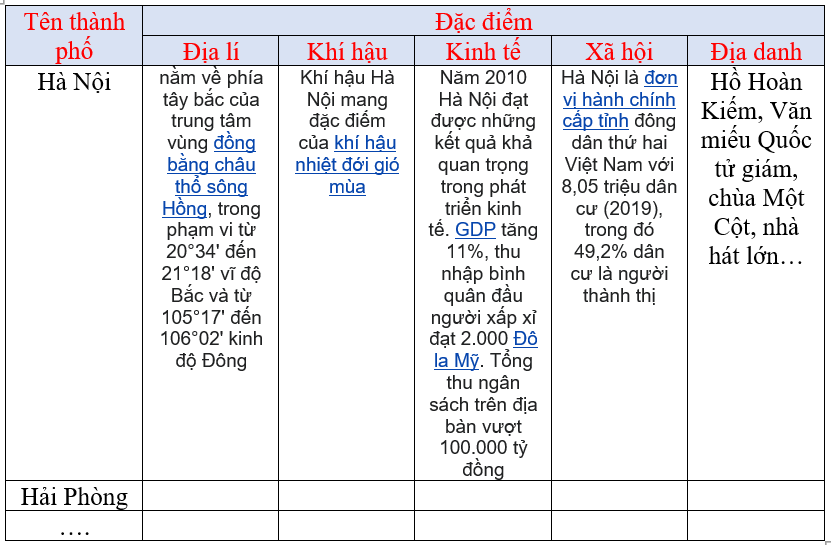 Tên thành
phố
Đặc điểm
Địa lí
Khí hậu
Kinh tế
Xã hội
Địa danh
Hà Nội
nằm về phía
tây bắc của
trung tâm
vùng đồng
bằng châu
thổ sông
Hồng, trong
phạm vi từ
20°34' đến
21°18' vĩ độ
Bắc và từ
105°17' đến
106°02' kinh
độ Đông
Khí hậu Hà
Nội mang
đặc điểm
của khí hậu
nhiệt đới gió
mùa
Năm 2010
Hà Nội đạt
được những
kết quả khả
quan trọng
trong phát
triển kinh
tế. GDP tăng
11%, thu
nhập bình
quân đầu
người xấp xỉ
đạt 2.000 Đô
la Mỹ. Tổng
thu ngân
sách trên địa
bàn vượt
100.000 tỷ
đồng
Hà Nội là đơn
vị hành chính
cấp tỉnh đông
dân thứ hai
Việt Nam với
8,05 triệu dân
cư (2019),
trong đó
49,2% dân
cư là người
thành thị
Hồ Hoàn
Kiếm, Văn
miếu Quốc
tử giám,
chùa Một
Cột, nhà
hát lớn…
Hải Phòng
….